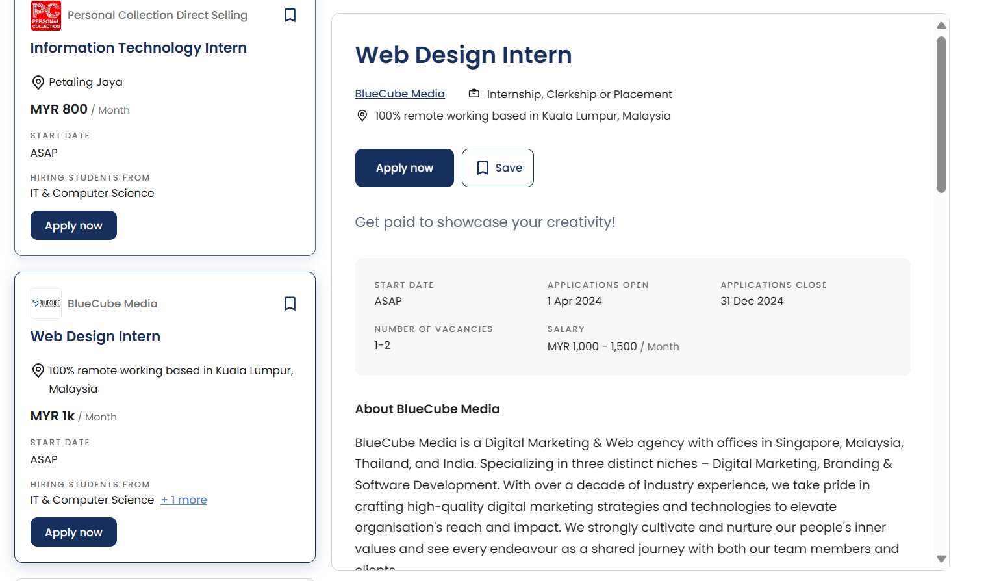 PC
PERSONAL
COLLECTION
Personal Collection Direct Selling
Information Technology Intern
Petaling Jaya
MYR 800 / Month
START DATE
ASAP
HIRING STUDENTS FROM
IT & Computer Science
Apply now
BLUECUBE
BlueCube Media
Web Design Intern
100% remote working based in Kuala Lumpur,
Malaysia
MYR 1k / Month
START DATE
ASAP
HIRING STUDENTS FROM
IT & Computer Science + 1 more
Apply now
Web Design Intern
BlueCube Media Internship, Clerkship or Placement
100% remote working based in Kuala Lumpur, Malaysia
Apply now Save
Get paid to showcase your creativity!
START DATE APPLICATIONS OPEN APPLICATIONS CLOSE
ASAP 1 Apr 2024 31 Dec 2024
NUMBER OF VACANCIES SALARY
1-2 MYR 1,000 - 1,500 / Month
About BlueCube Media
BlueCube Media is a Digital Marketing & Web agency with offices in Singapore, Malaysia,
Thailand, and India. Specializing in three distinct niches – Digital Marketing, Branding &
Software Development. With over a decade of industry experience, we take pride in
crafting high-quality digital marketing strategies and technologies to elevate
organisation's reach and impact. We strongly cultivate and nurture our people's inner
values and see every endeavour as a shared journey with both our team members and
clients.